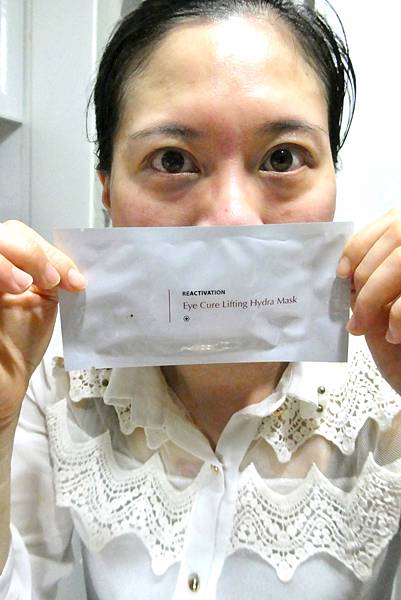 REACTIVATION
Eye Cure Lifting Hydra Mask